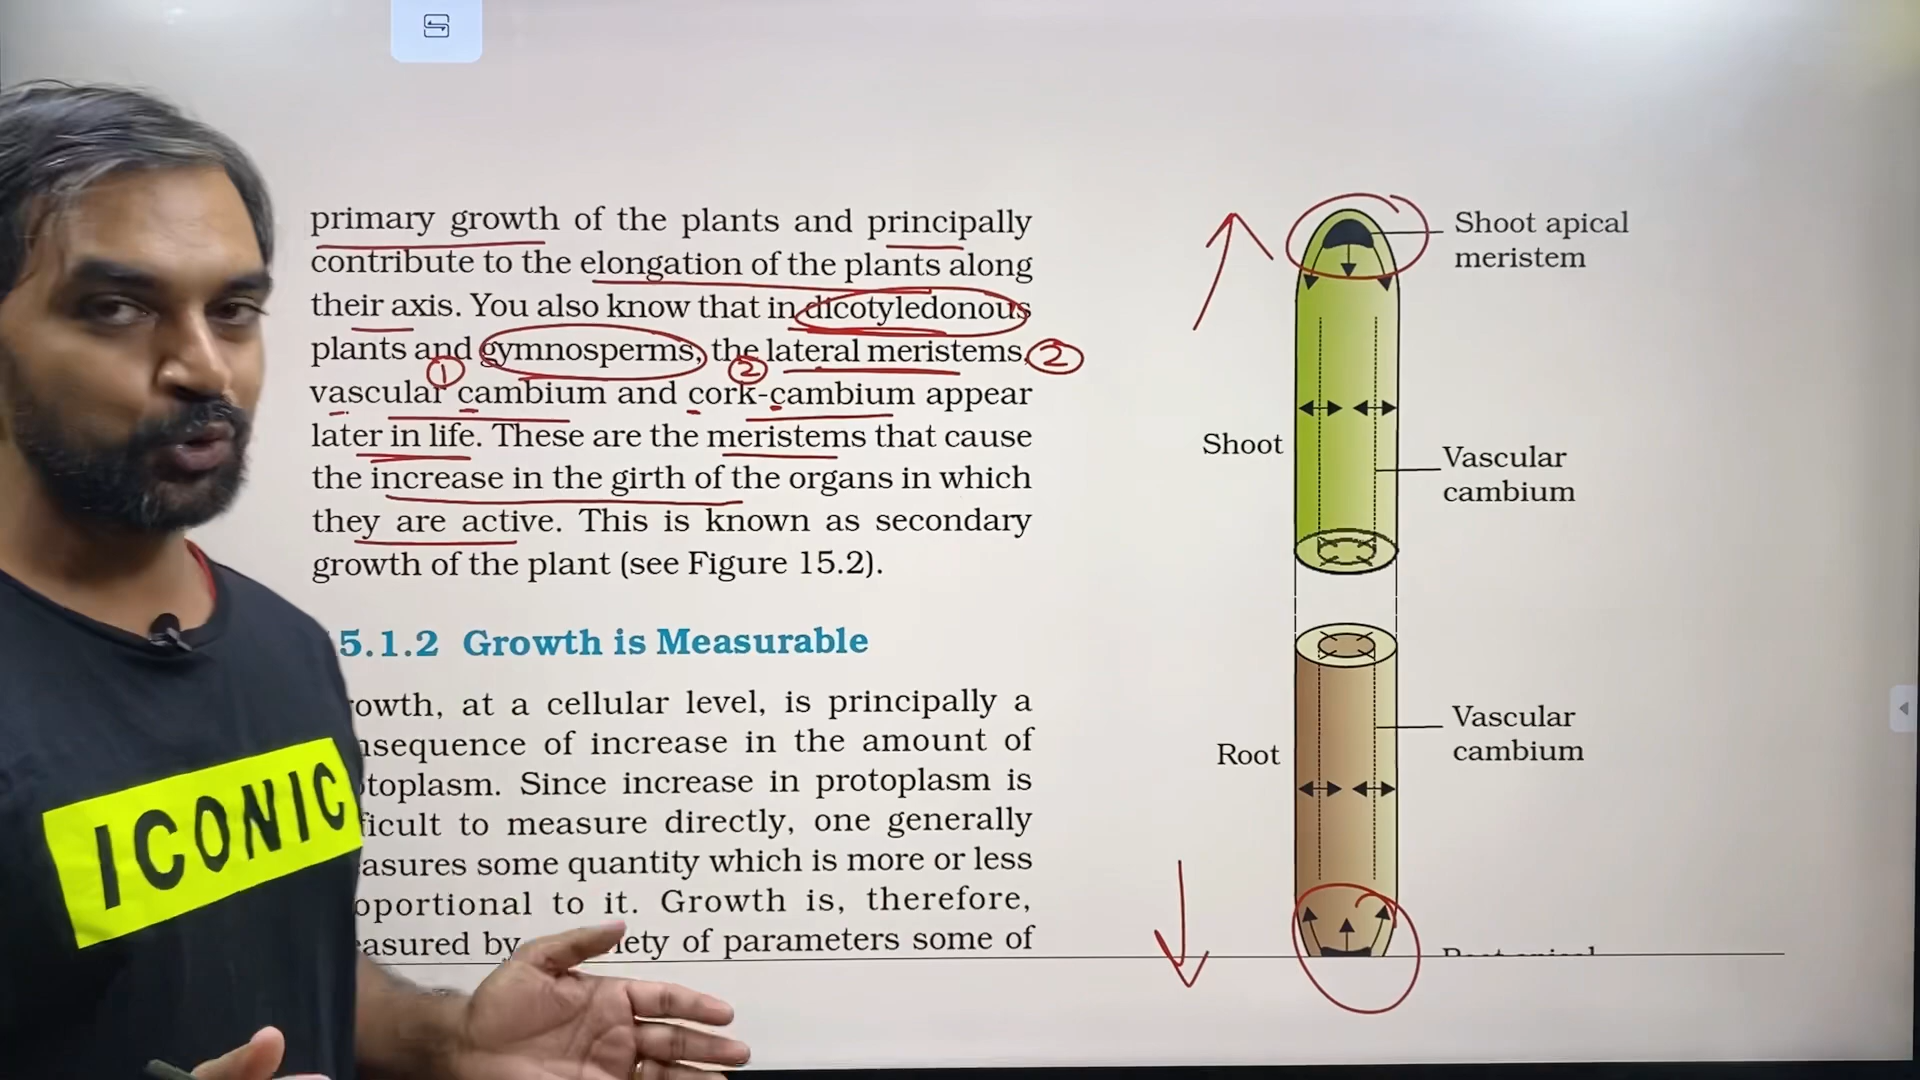 primary growth of the plants and principally
contribute to the elongation of the plants along
their axis. You also know that in dicotyledonous
plants and gymnosperms, the lateral meristems, ②
① ②
vascular cambium and cork-cambium appear
later in life. These are the meristems that cause
the increase in the girth of the organs in which
they are active. This is known as secondary
growth of the plant (see Figure 15.2).
5.1.2 Growth is Measurable
owth, at a cellular level, is principally a
nsequence of increase in the amount of
toplasm. Since increase in protoplasm is
ficult to measure directly, one generally
asures some quantity which is more or less
oportional to it. Growth is, therefore,
asured by iety of parameters some of
Shoot apical
meristem
Shoot
Vascular
cambium
Vascular
cambium
Root
ICONIC